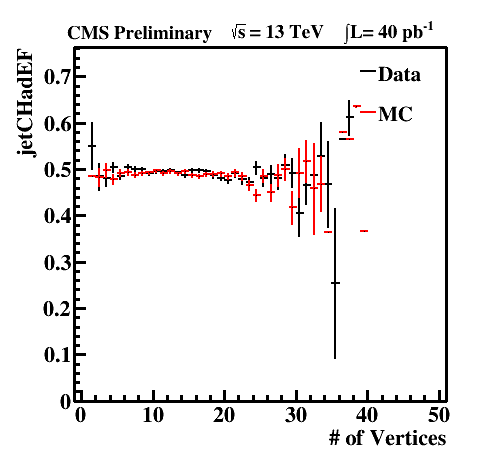 CMS Preliminary √s = 13 TeV ∫L= 40 pb⁻¹
jetCHadEF
Data
MC
0.7
0.6
0.5
0.4
0.3
0.2
0.1
0
0 10 20 30 40 50
# of Vertices